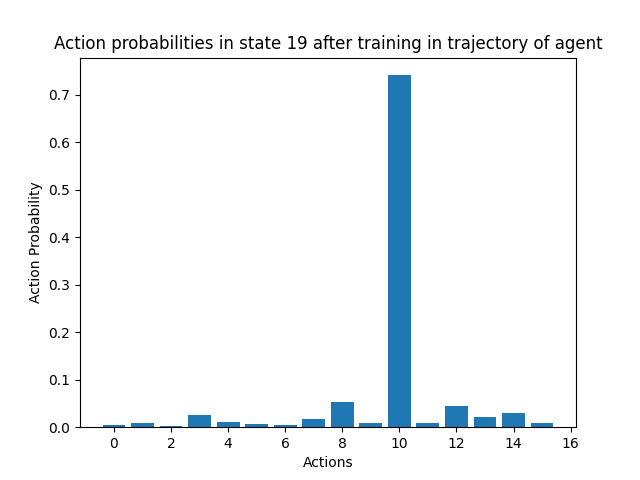 Action probabilities in state 19 after training in trajectory of agent
Action Probability
0.7
0.6
0.5
0.4
0.3
0.2
0.1
0.0
0 2 4 6 8 10 12 14 16
Actions